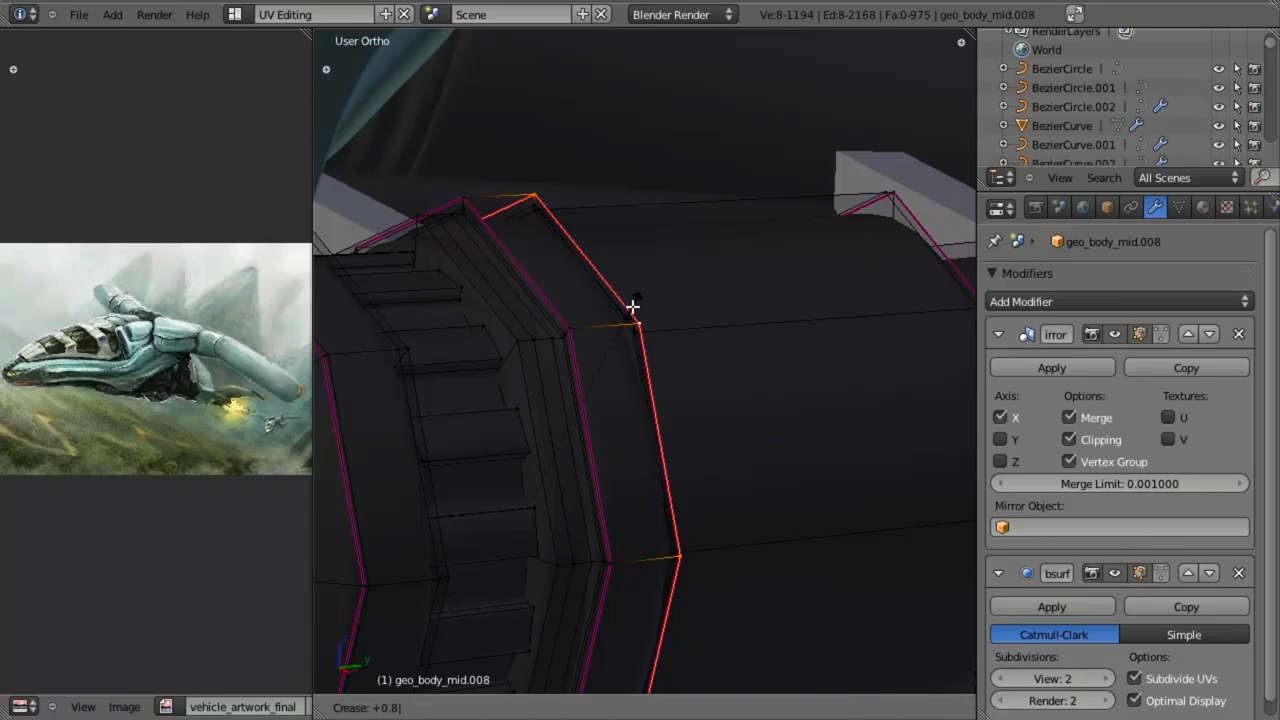 File Add Render Help UV Editing Scene Blender Render Ve:8-1194 | Ed:8-2168 | Fa:0-975 | geo_body_mid.008
User Ortho
RenderLayers
World
BezierCircle
BezierCircle.001
BezierCircle.002
BezierCurve
BezierCurve.001
BezierCurve.002
View Search All Scenes
geo_body_mid.008
Modifiers
Add Modifier
irror
Apply Copy
Axis: Options: Textures:
X Merge U
Y Clipping V
Z Vertex Group
Merge Limit: 0.001000
Mirror Object:
bsurf
Apply Copy
Catmull-Clark Simple
Subdivisions: Options:
View: 2 Subdivide UVs
Render: 2 Optimal Display
z
y
(1) geo_body_mid.008
View Image vehicle_artwork_final Crease: +0.8|